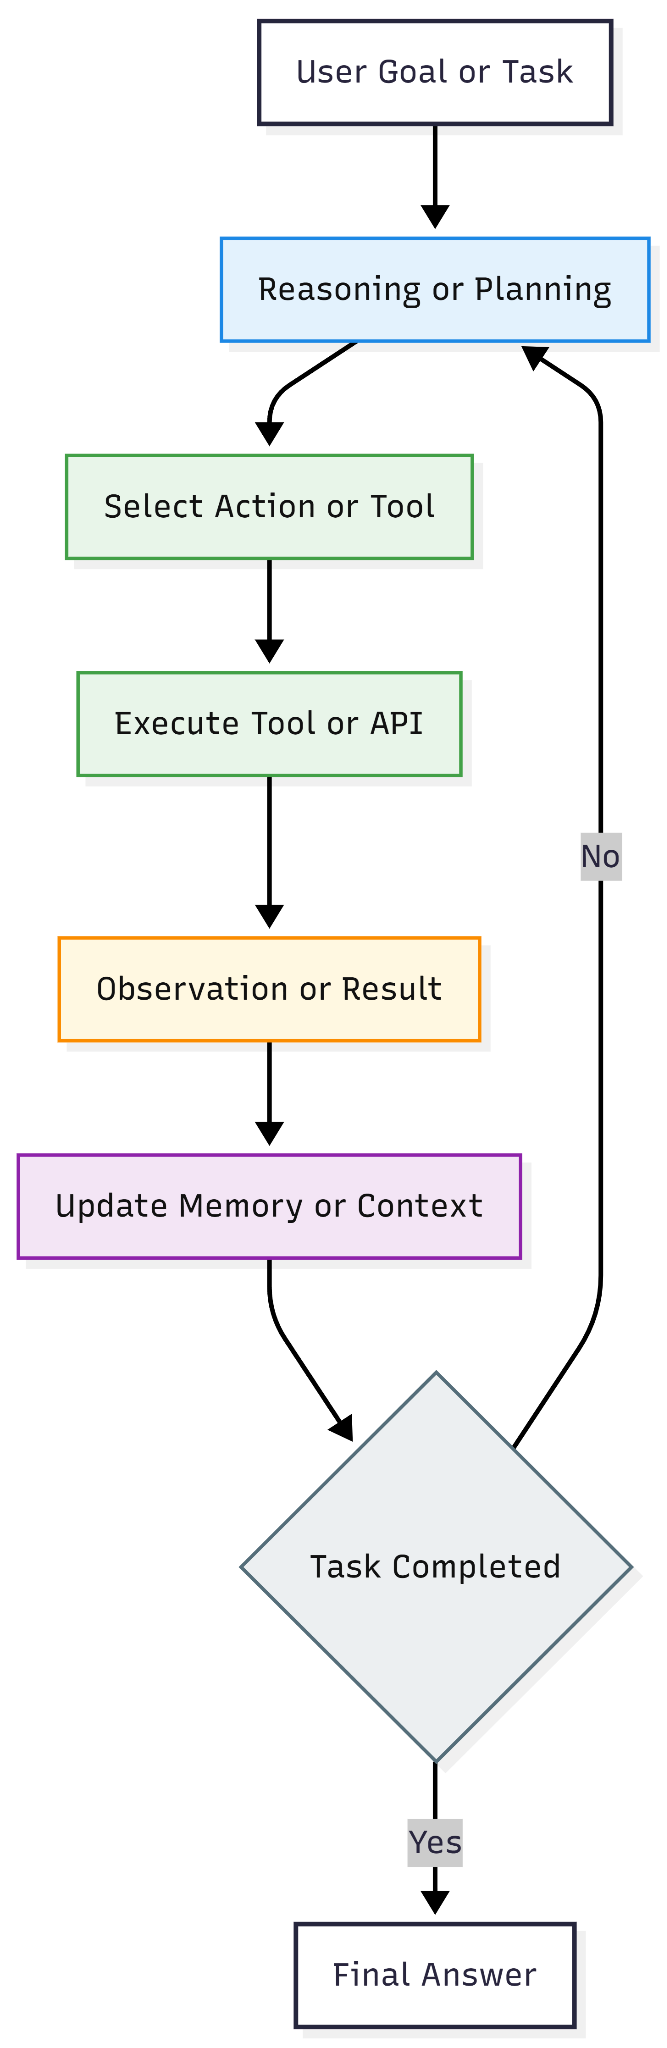 User Goal or Task
Reasoning or Planning
Select Action or Tool
Execute Tool or API
No
Observation or Result
Update Memory or Context
Task Completed
Yes
Final Answer